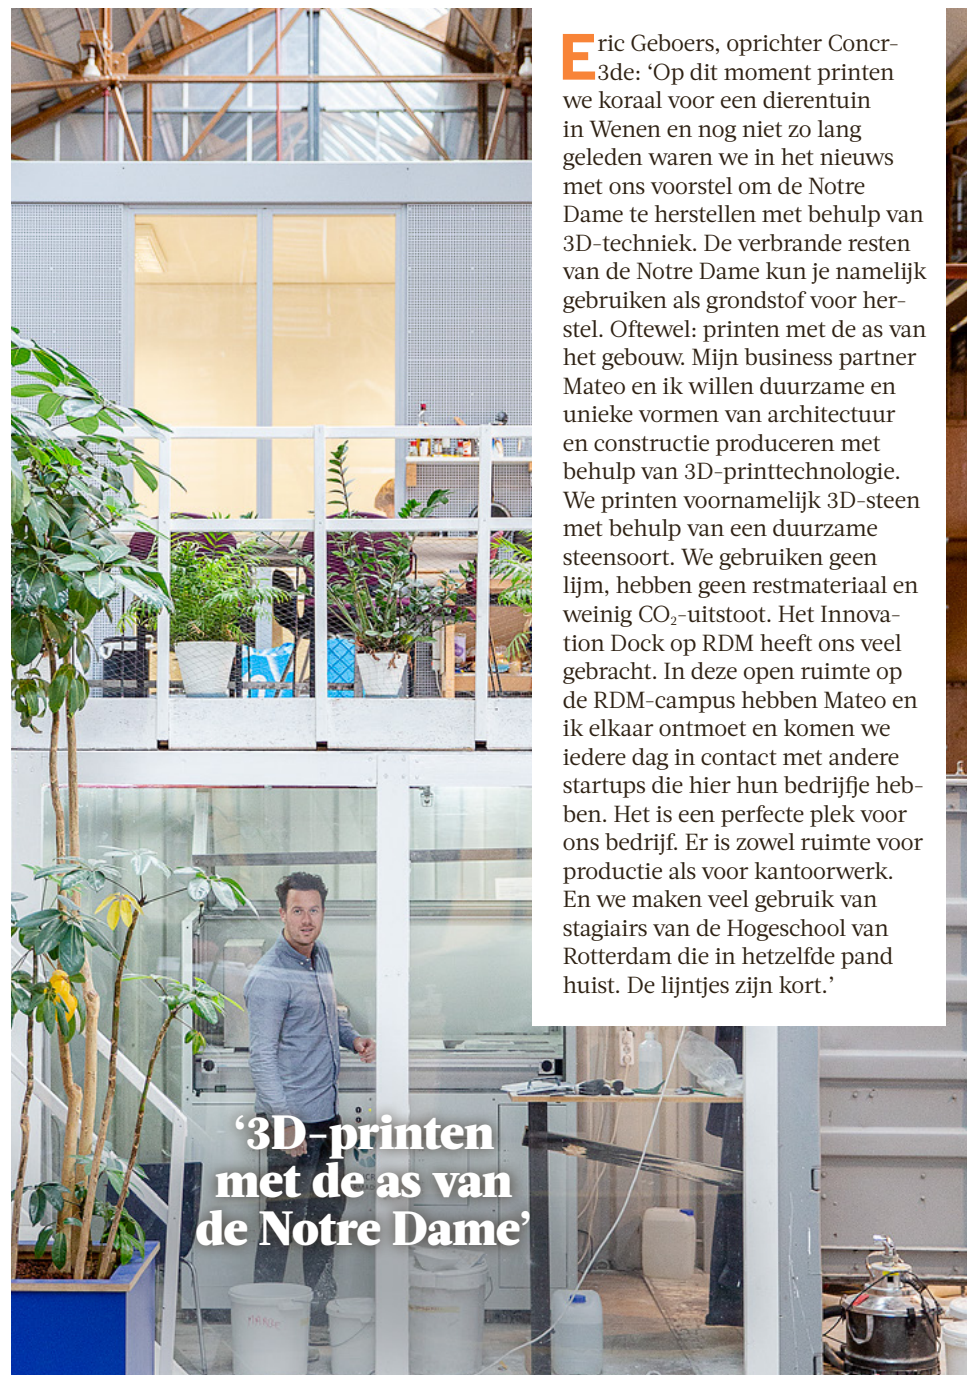 Eric Geboers, oprichter Concr-
3de: ‘Op dit moment printen
we koraal voor een dierentuin
in Wenen en nog niet zo lang
geleden waren we in het nieuws
met ons voorstel om de Notre
Dame te herstellen met behulp van
3D-techniek. De verbrande resten
van de Notre Dame kun je namelijk
gebruiken als grondstof voor her-
stel. Oftewel: printen met de as van
het gebouw. Mijn business partner
Mateo en ik willen duurzame en
unieke vormen van architectuur
en constructie produceren met
behulp van 3D-printtechnologie.
We printen voornamelijk 3D-steen
met behulp van een duurzame
steensoort. We gebruiken geen
lijm, hebben geen restmateriaal en
weinig CO₂-uitstoot. Het Innova-
tion Dock op RDM heeft ons veel
gebracht. In deze open ruimte op
de RDM-campus hebben Mateo en
ik elkaar ontmoet en komen we
iedere dag in contact met andere
startups die hier hun bedrijfje heb-
ben. Het is een perfecte plek voor
ons bedrijf. Er is zowel ruimte voor
productie als voor kantoorwerk.
En we maken veel gebruik van
stagiairs van de Hogeschool van
Rotterdam die in hetzelfde pand
huist. De lijntjes zijn kort.’
‘3D-printen
met de as van
de Notre Dame’